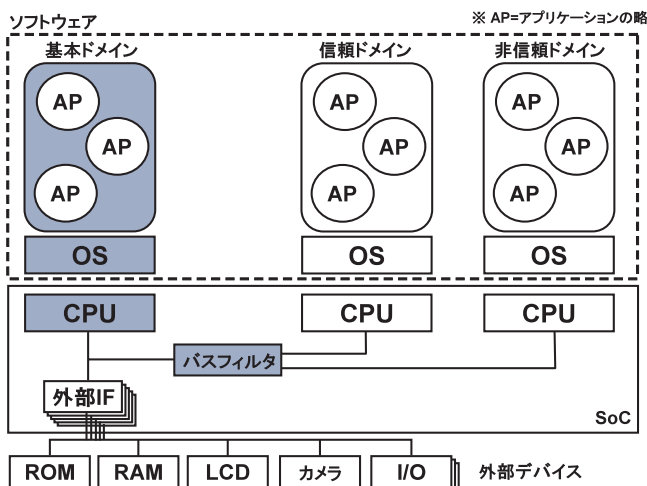 ソフトウェア
※ AP=アプリケーションの略
基本ドメイン
信頼ドメイン
非信頼ドメイン
AP
AP
AP
AP
AP
AP
AP
AP
AP
OS
OS
OS
CPU
CPU
CPU
バスフィルタ
外部IF
SoC
ROM
RAM
LCD
カメラ
I/O
外部デバイス